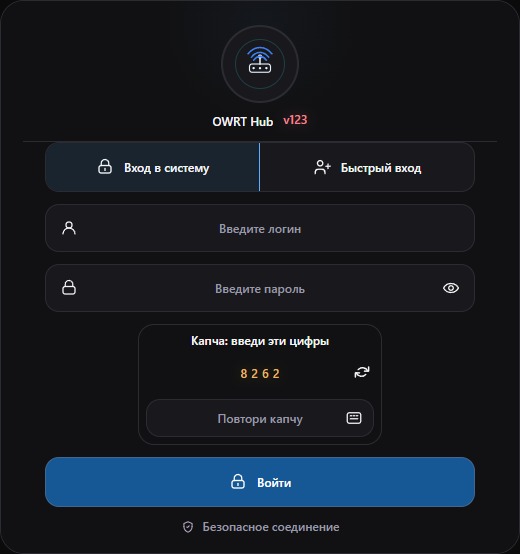 OWRT Hub v123
Вход в систему Быстрый вход
Введите логин
Введите пароль
Капча: введи эти цифры
8262
Повтори капчу
Войти
Безопасное соединение